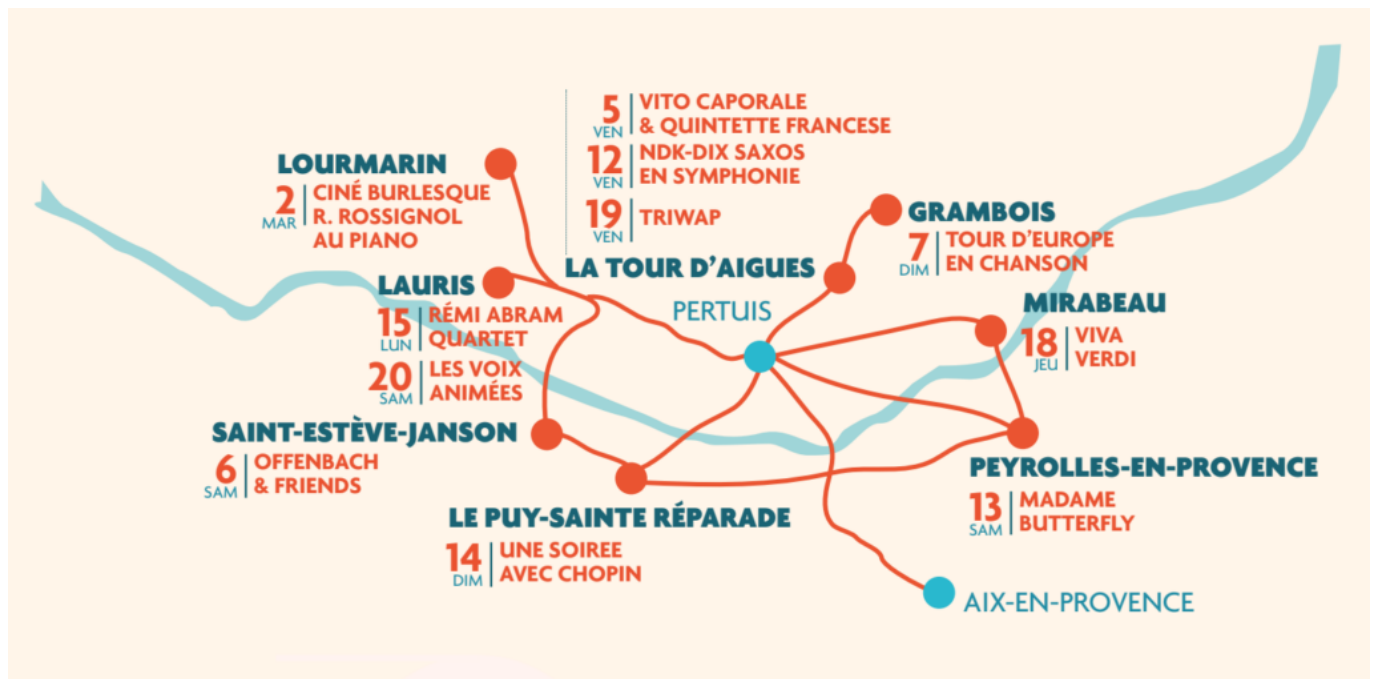 5
VEN
VITO CAPORALE
& QUINTETTE FRANCESE
12
VEN
NDK-DIX SAXOS
EN SYMPHONIE
19
VEN
TRIWAP
LA TOUR D'AIGUES
LOURMARIN
2
MAR
CINÉ BURLESQUE
R. ROSSIGNOL
AU PIANO
GRAMBOIS
7
DIM
TOUR D'EUROPE
EN CHANSON
LAURIS
15
LUN
RÉMI ABRAM
QUARTET
20
SAM
LES VOIX
ANIMÉES
PERTUIS
MIRABEAU
18
JEU
VIVA
VERDI
SAINT-ESTÈVE-JANSON
6
SAM
OFFENBACH
& FRIENDS
PEYROLLES-EN-PROVENCE
13
SAM
MADAME
BUTTERFLY
LE PUY-SAINTE RÉPARADE
14
DIM
UNE SOIREE
AVEC CHOPIN
AIX-EN-PROVENCE